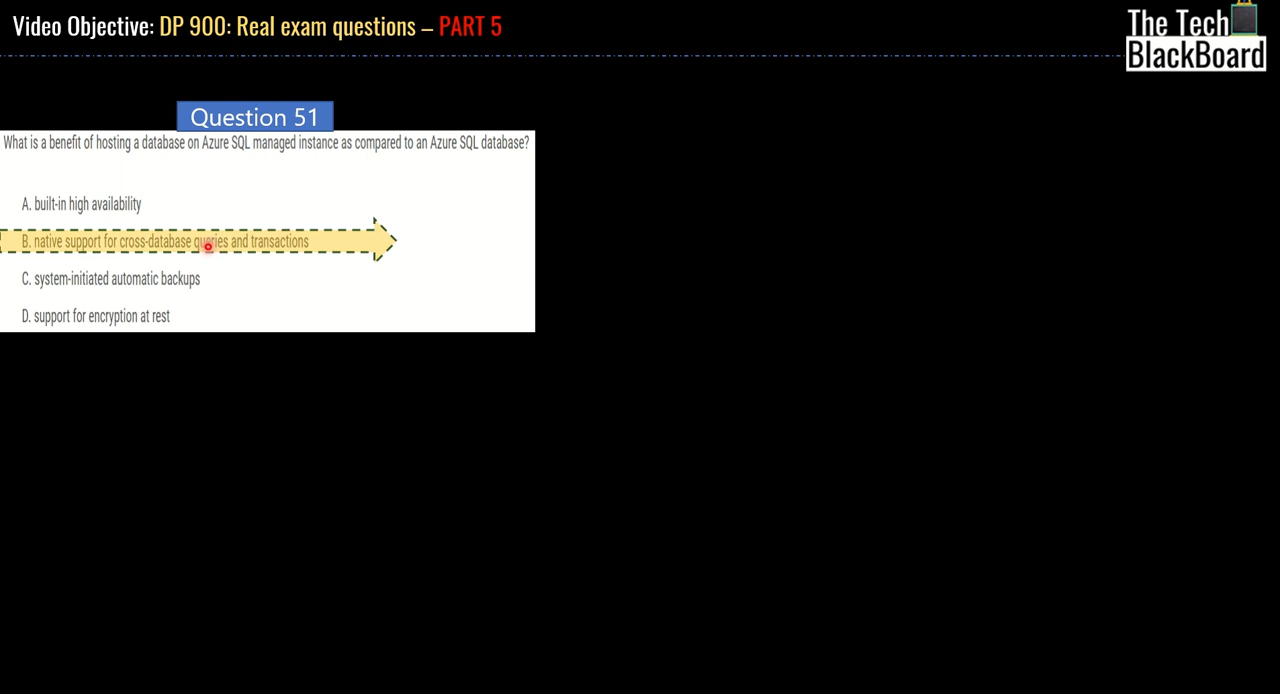 Video Objective: DP 900: Real exam questions – PART 5
The Tech
BlackBoard
Question 51
What is a benefit of hosting a database on Azure SQL managed instance as compared to an Azure SQL database?
A. built-in high availability
B. native support for cross-database queries and transactions
C. system-initiated automatic backups
D. support for encryption at rest